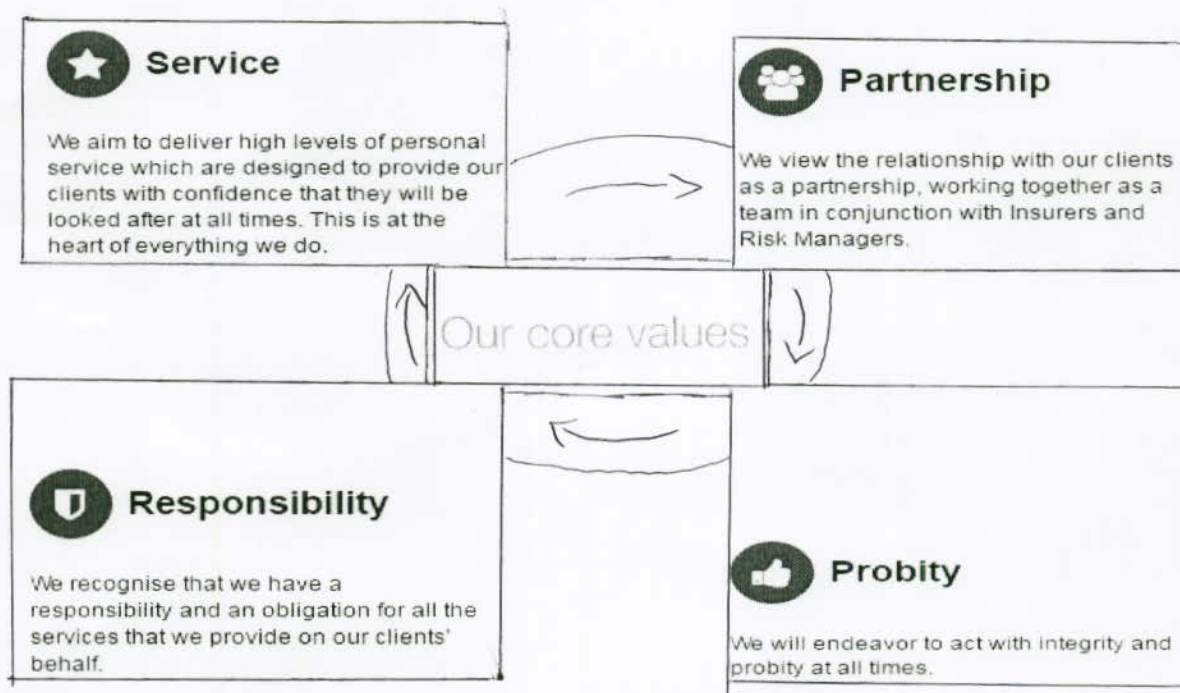 Service
We aim to deliver high levels of personal
service which are designed to provide our
clients with confidence that they will be
looked after at all times. This is at the
heart of everything we do.
Partnership
We view the relationship with our clients
as a partnership, working together as a
team in conjunction with Insurers and
Risk Managers.
Our core values
Responsibility
We recognise that we have a
responsibility and an obligation for all the
services that we provide on our clients'
behalf.
Probity
We will endeavor to act with integrity and
probity at all times.